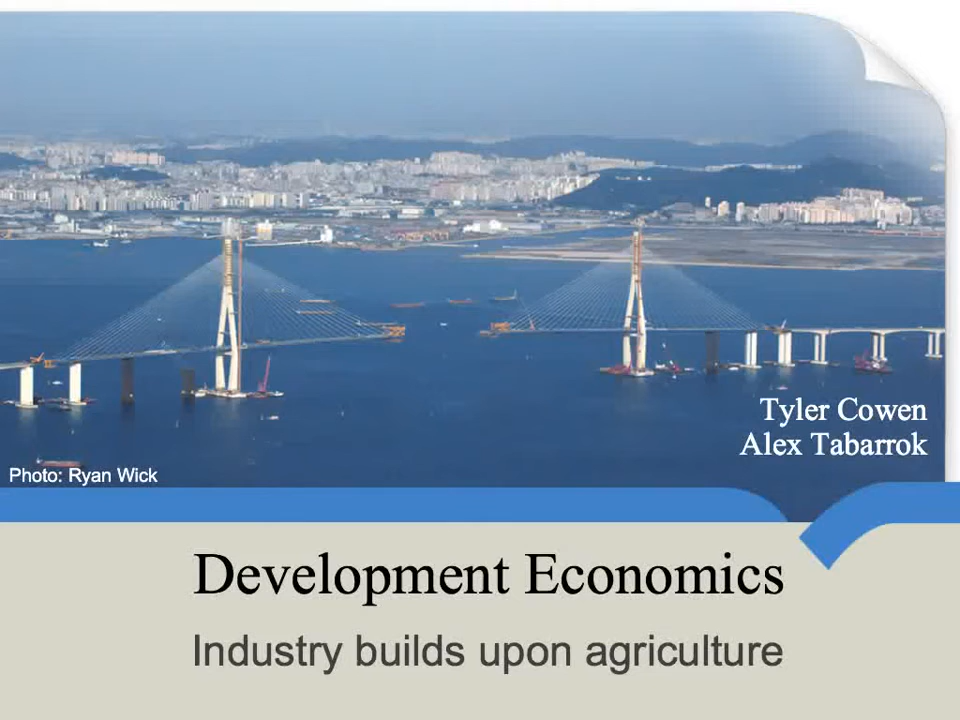 Tyler Cowen
Alex Tabarrok
Photo: Ryan Wick
Development Economics
Industry builds upon agriculture